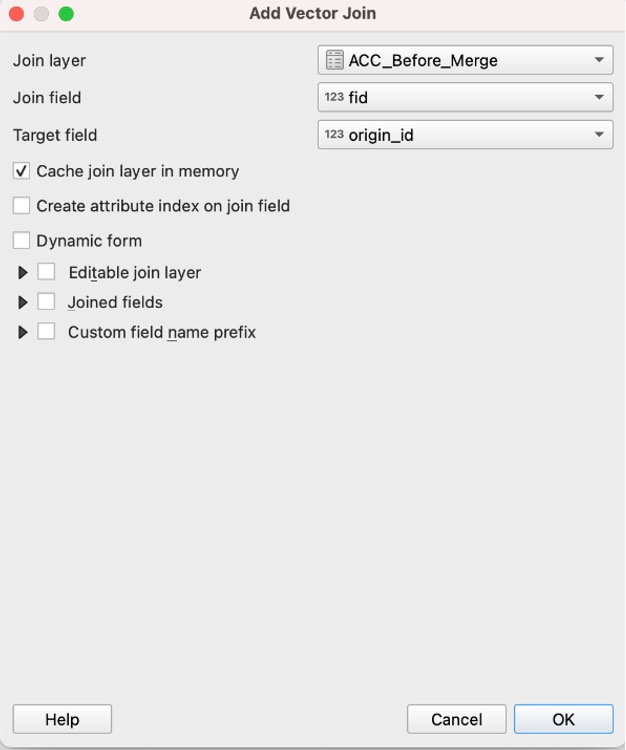 Add Vector Join
Join layer ACC_Before_Merge
Join field 123 fid
Target field 123 origin_id
Cache join layer in memory
Create attribute index on join field
Dynamic form
Editable join layer
Joined fields
Custom field name prefix
Help Cancel OK